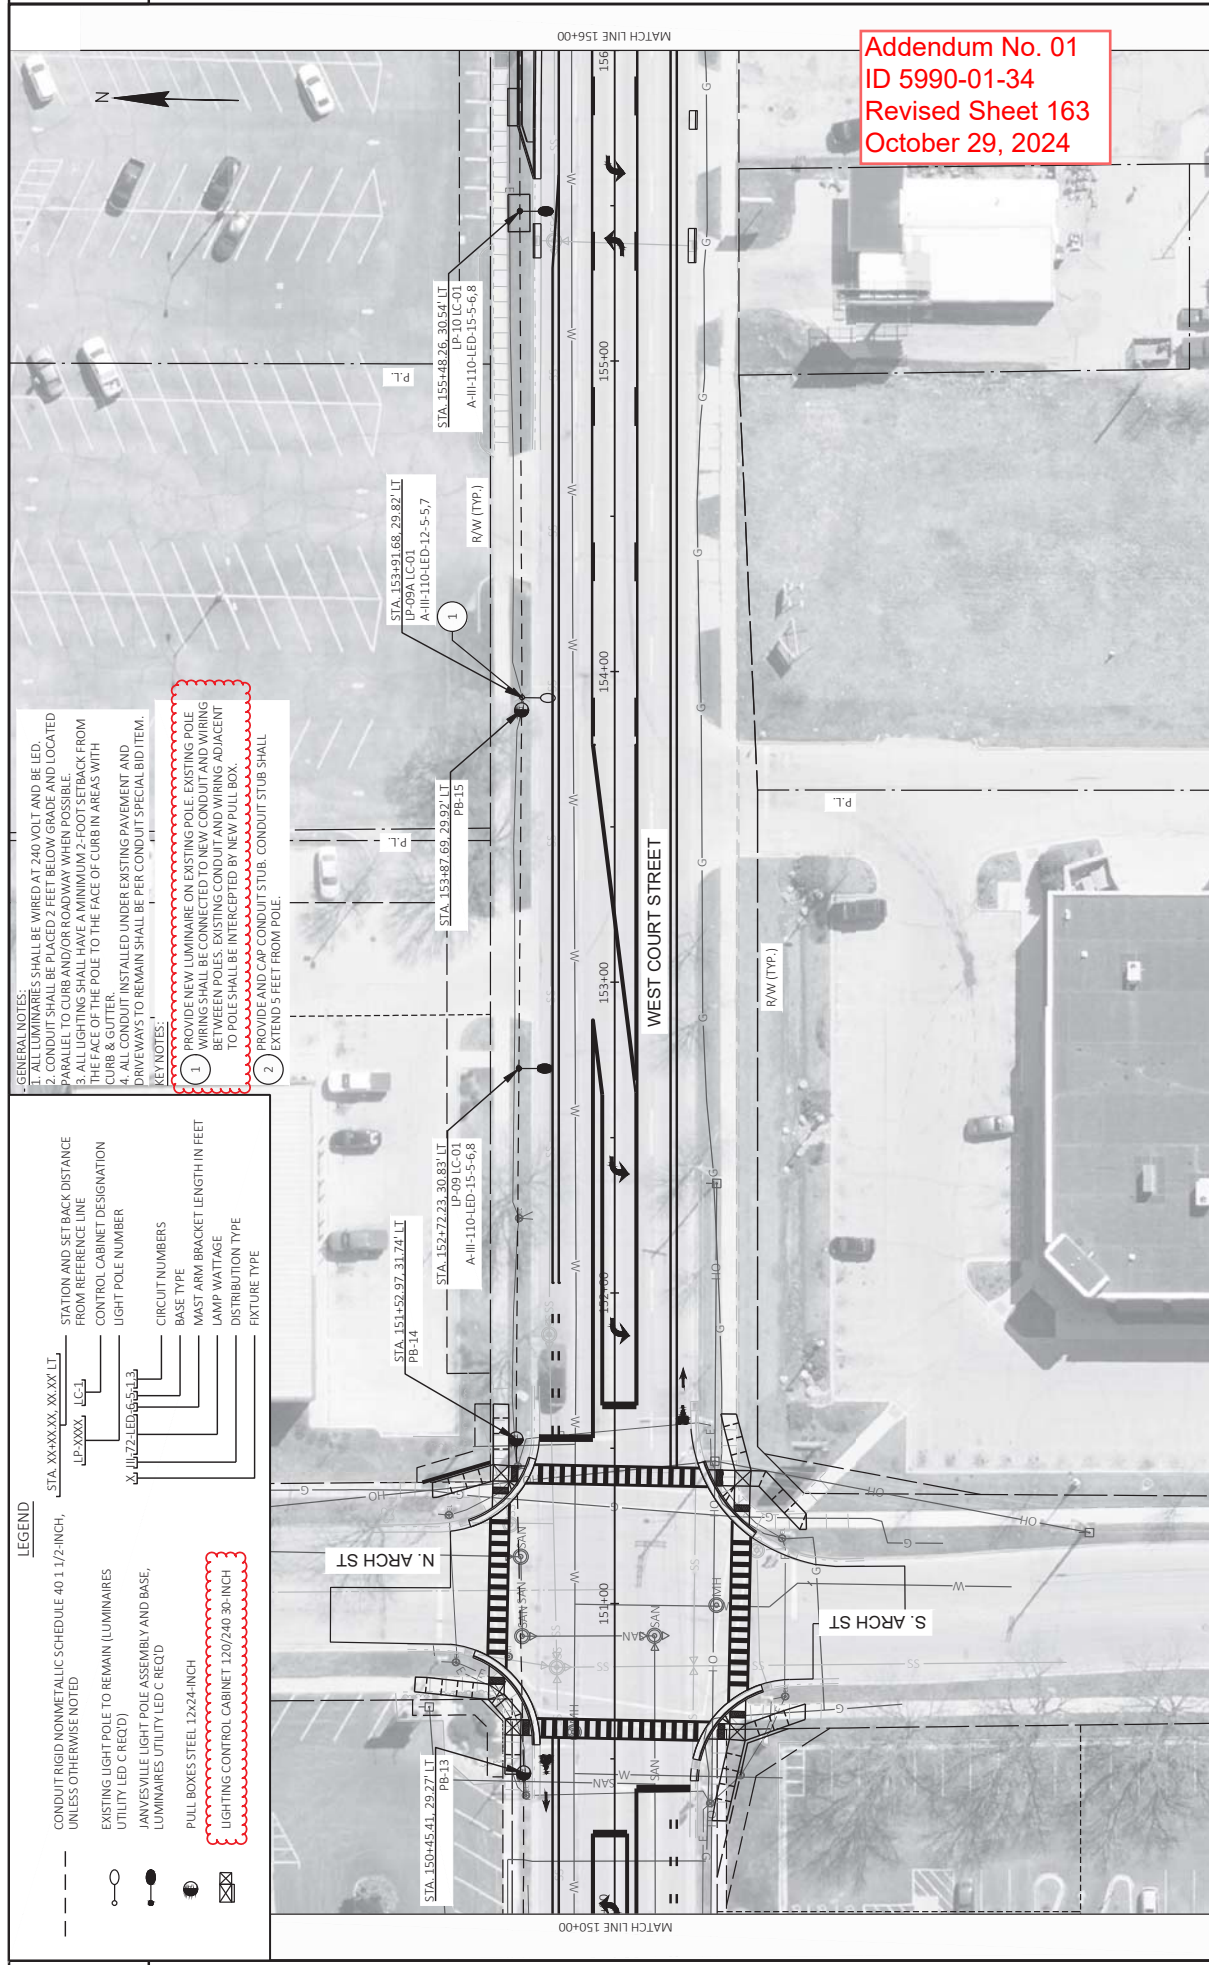 Addendum No. 01
ID 5990-01-34
Revised Sheet 163
October 29, 2024
MATCH LINE 156+00
N
GENERAL NOTES:
1. ALL LUMINARIES SHALL BE WIRED AT 240 VOLT AND BE LED.
2. CONDUIT SHALL BE PLACED 2 FEET BELOW GRADE AND LOCATED
PARALLEL TO CURB AND/OR ROADWAY WHEN POSSIBLE.
3. ALL LIGHTING SHALL HAVE A MINIMUM 2-FOOT SETBACK FROM
THE FACE OF THE POLE TO THE FACE OF CURB IN AREAS WITH
CURB & GUTTER.
4. ALL CONDUIT INSTALLED UNDER EXISTING PAVEMENT AND
DRIVEWAYS TO REMAIN SHALL BE PER CONDUIT SPECIAL BID ITEM.
KEY NOTES:
1 PROVIDE NEW LUMINAIRE ON EXISTING POLE. EXISTING POLE
WIRING SHALL BE CONNECTED TO NEW CONDUIT AND WIRING
BETWEEEN POLES. EXISTING CONDUIT AND WIRING ADJACENT
TO POLE SHALL BE INTERCEPTED BY NEW PULL BOX.
2 PROVIDE AND CAP CONDUIT STUB. CONDUIT STUB SHALL
EXTEND 5 FEET FROM POLE.
LEGEND
CONDUIT RIGID NONMETALLIC SCHEDULE 40 1 1/2-INCH,
UNLESS OTHERWISE NOTED
EXISTING LIGHT POLE TO REMAIN (LUMINAIRES
UTILITY LED C REQ'D)
JANVESVILLE LIGHT POLE ASSEMBLY AND BASE,
LUMINAIRES UTILITY LED C REQ'D
PULL BOXES STEEL 12x24-INCH
LIGHTING CONTROL CABINET 120/240 30-INCH
STA. XX+XX.XX, XX.XX' LT
LP-XXXX LC-1
X-III-72-LED-6-5-1,3
STATION AND SET BACK DISTANCE
FROM REFERENCE LINE
CONTROL CABINET DESIGNATION
LIGHT POLE NUMBER
CIRCUIT NUMBERS
BASE TYPE
MAST ARM BRACKET LENGTH IN FEET
LAMP WATTAGE
DISTRIBUTION TYPE
FIXTURE TYPE
STA. 150+45.41, 29.27' LT
PB-13
STA. 151+52.97, 31.74' LT
PB-14
STA. 152+72.23, 30.83' LT
LP-09 LC-01
A-III-110-LED-15-5-6,8
STA. 153+87.69, 29.92' LT
PB-15
STA. 153+91.68, 29.82' LT
LP-09A LC-01
A-III-110-LED-12-5-5,7
1
STA. 155+48.26, 30.54' LT
LP-10 LC-01
A-III-110-LED-15-5-6,8
P.L.
P.L.
P.L.
R/W (TYP.)
R/W (TYP.)
WEST COURT STREET
N. ARCH ST
S. ARCH ST
151+00
152+00
153+00
154+00
155+00
156
MATCH LINE 150+00